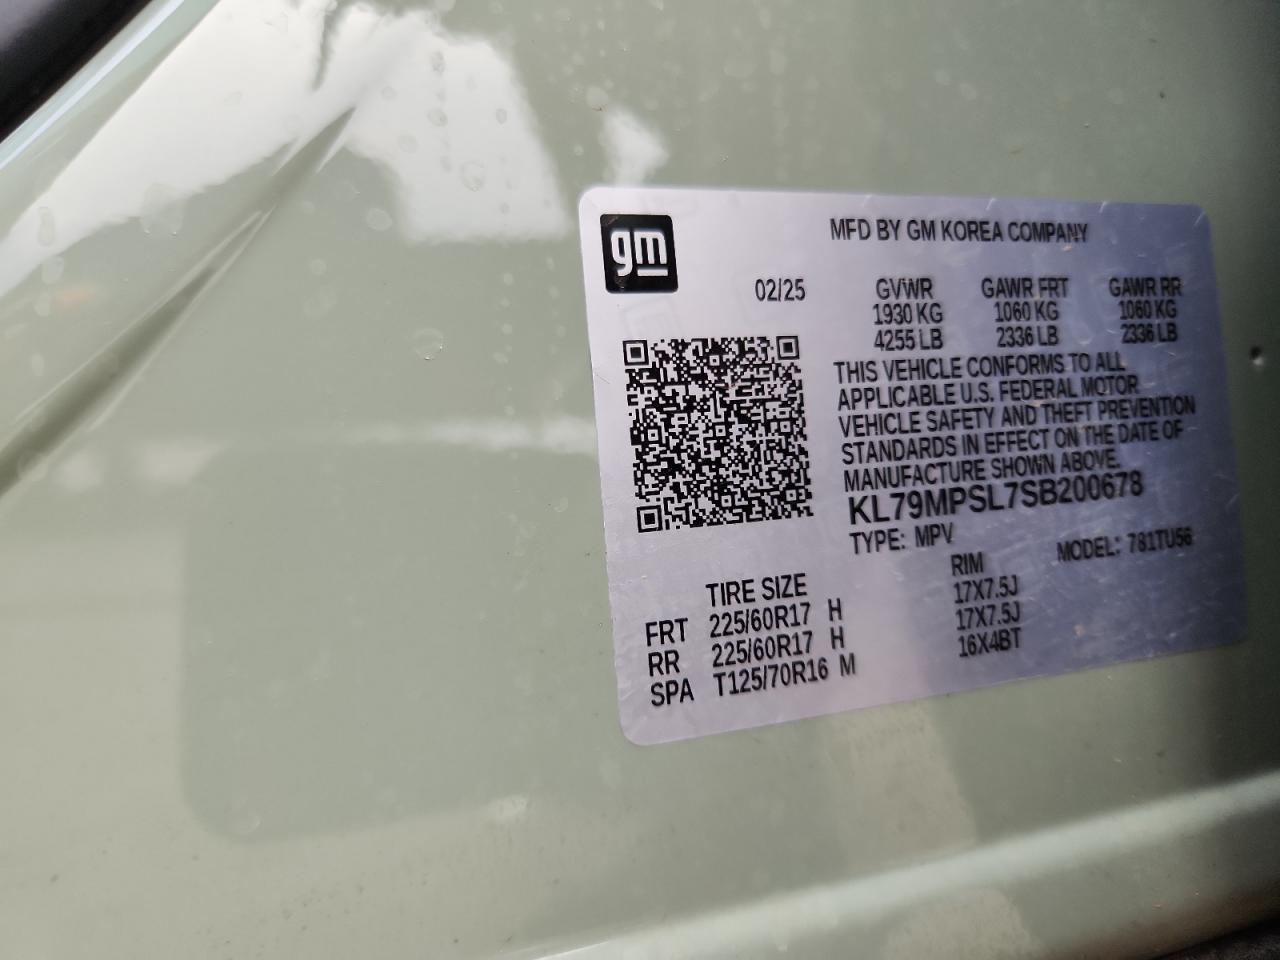 gm
MFD BY GM KOREA COMPANY
02/25 GVWR GAWR FRT GAWR RR
1930 KG 1060 KG 1060 KG
4255 LB 2336 LB 2336 LB
THIS VEHICLE CONFORMS TO ALL
APPLICABLE U.S. FEDERAL MOTOR
VEHICLE SAFETY AND THEFT PREVENTION
STANDARDS IN EFFECT ON THE DATE OF
MANUFACTURE SHOWN ABOVE.
KL79MPSL7SB200678
TYPE: MPV MODEL: 781TU56
TIRE SIZE RIM
FRT 225/60R17 H 17X7.5J
RR 225/60R17 H 17X7.5J
SPA T125/70R16 M 16X4BT